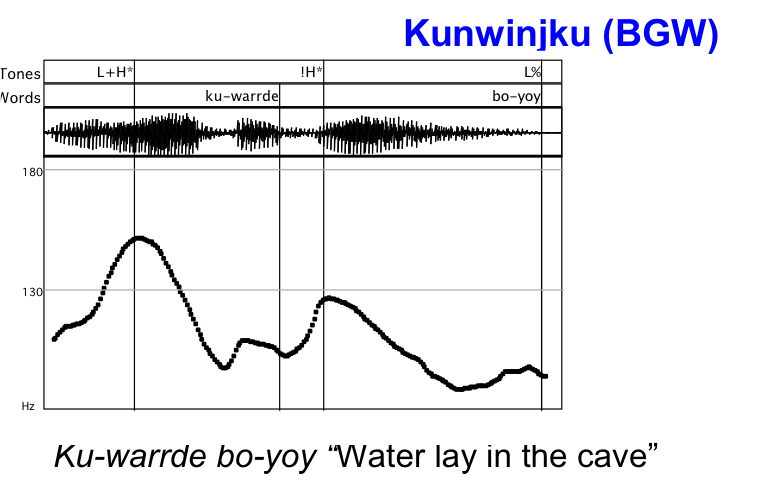 Kunwinjku (BGW)
Tones L+H* !H* L%
Words ku-warrde bo-yoy
180
130
Hz
Ku-warrde bo-yoy “Water lay in the cave”